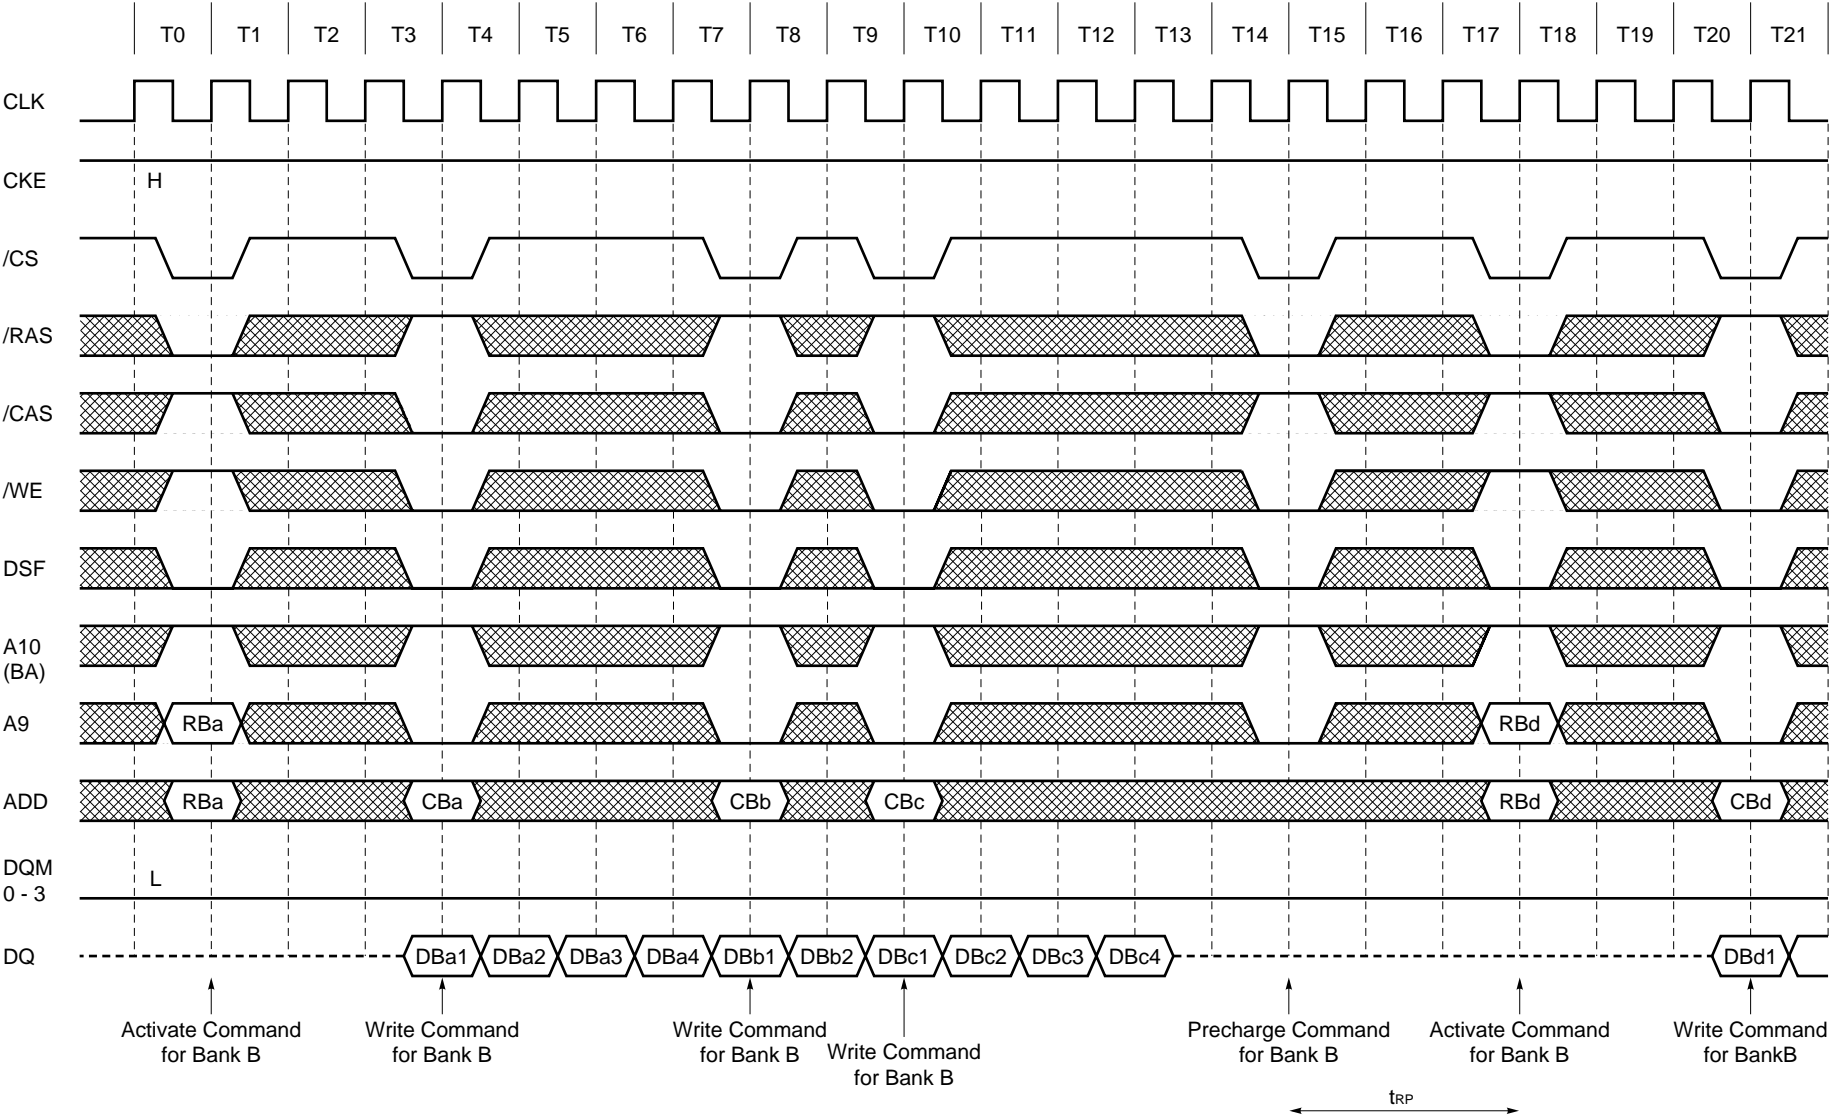 T0 T1 T2 T3 T4 T5 T6 T7 T8 T9 T10 T11 T12 T13 T14 T15 T16 T17 T18 T19 T20 T21
CLK
CKE H
/CS
/RAS
/CAS
/WE
DSF
A10
(BA)
A9 RBa RBd
ADD RBa CBa CBb CBc RBd CBd
DQM
0 - 3
L
DQ DBa1 DBa2 DBa3 DBa4 DBb1 DBb2 DBc1 DBc2 DBc3 DBc4 DBd1
Activate Command
for Bank B
Write Command
for Bank B
Write Command
for Bank B
Write Command
for Bank B
Precharge Command
for Bank B
Activate Command
for Bank B
Write Command
for BankB
tRP